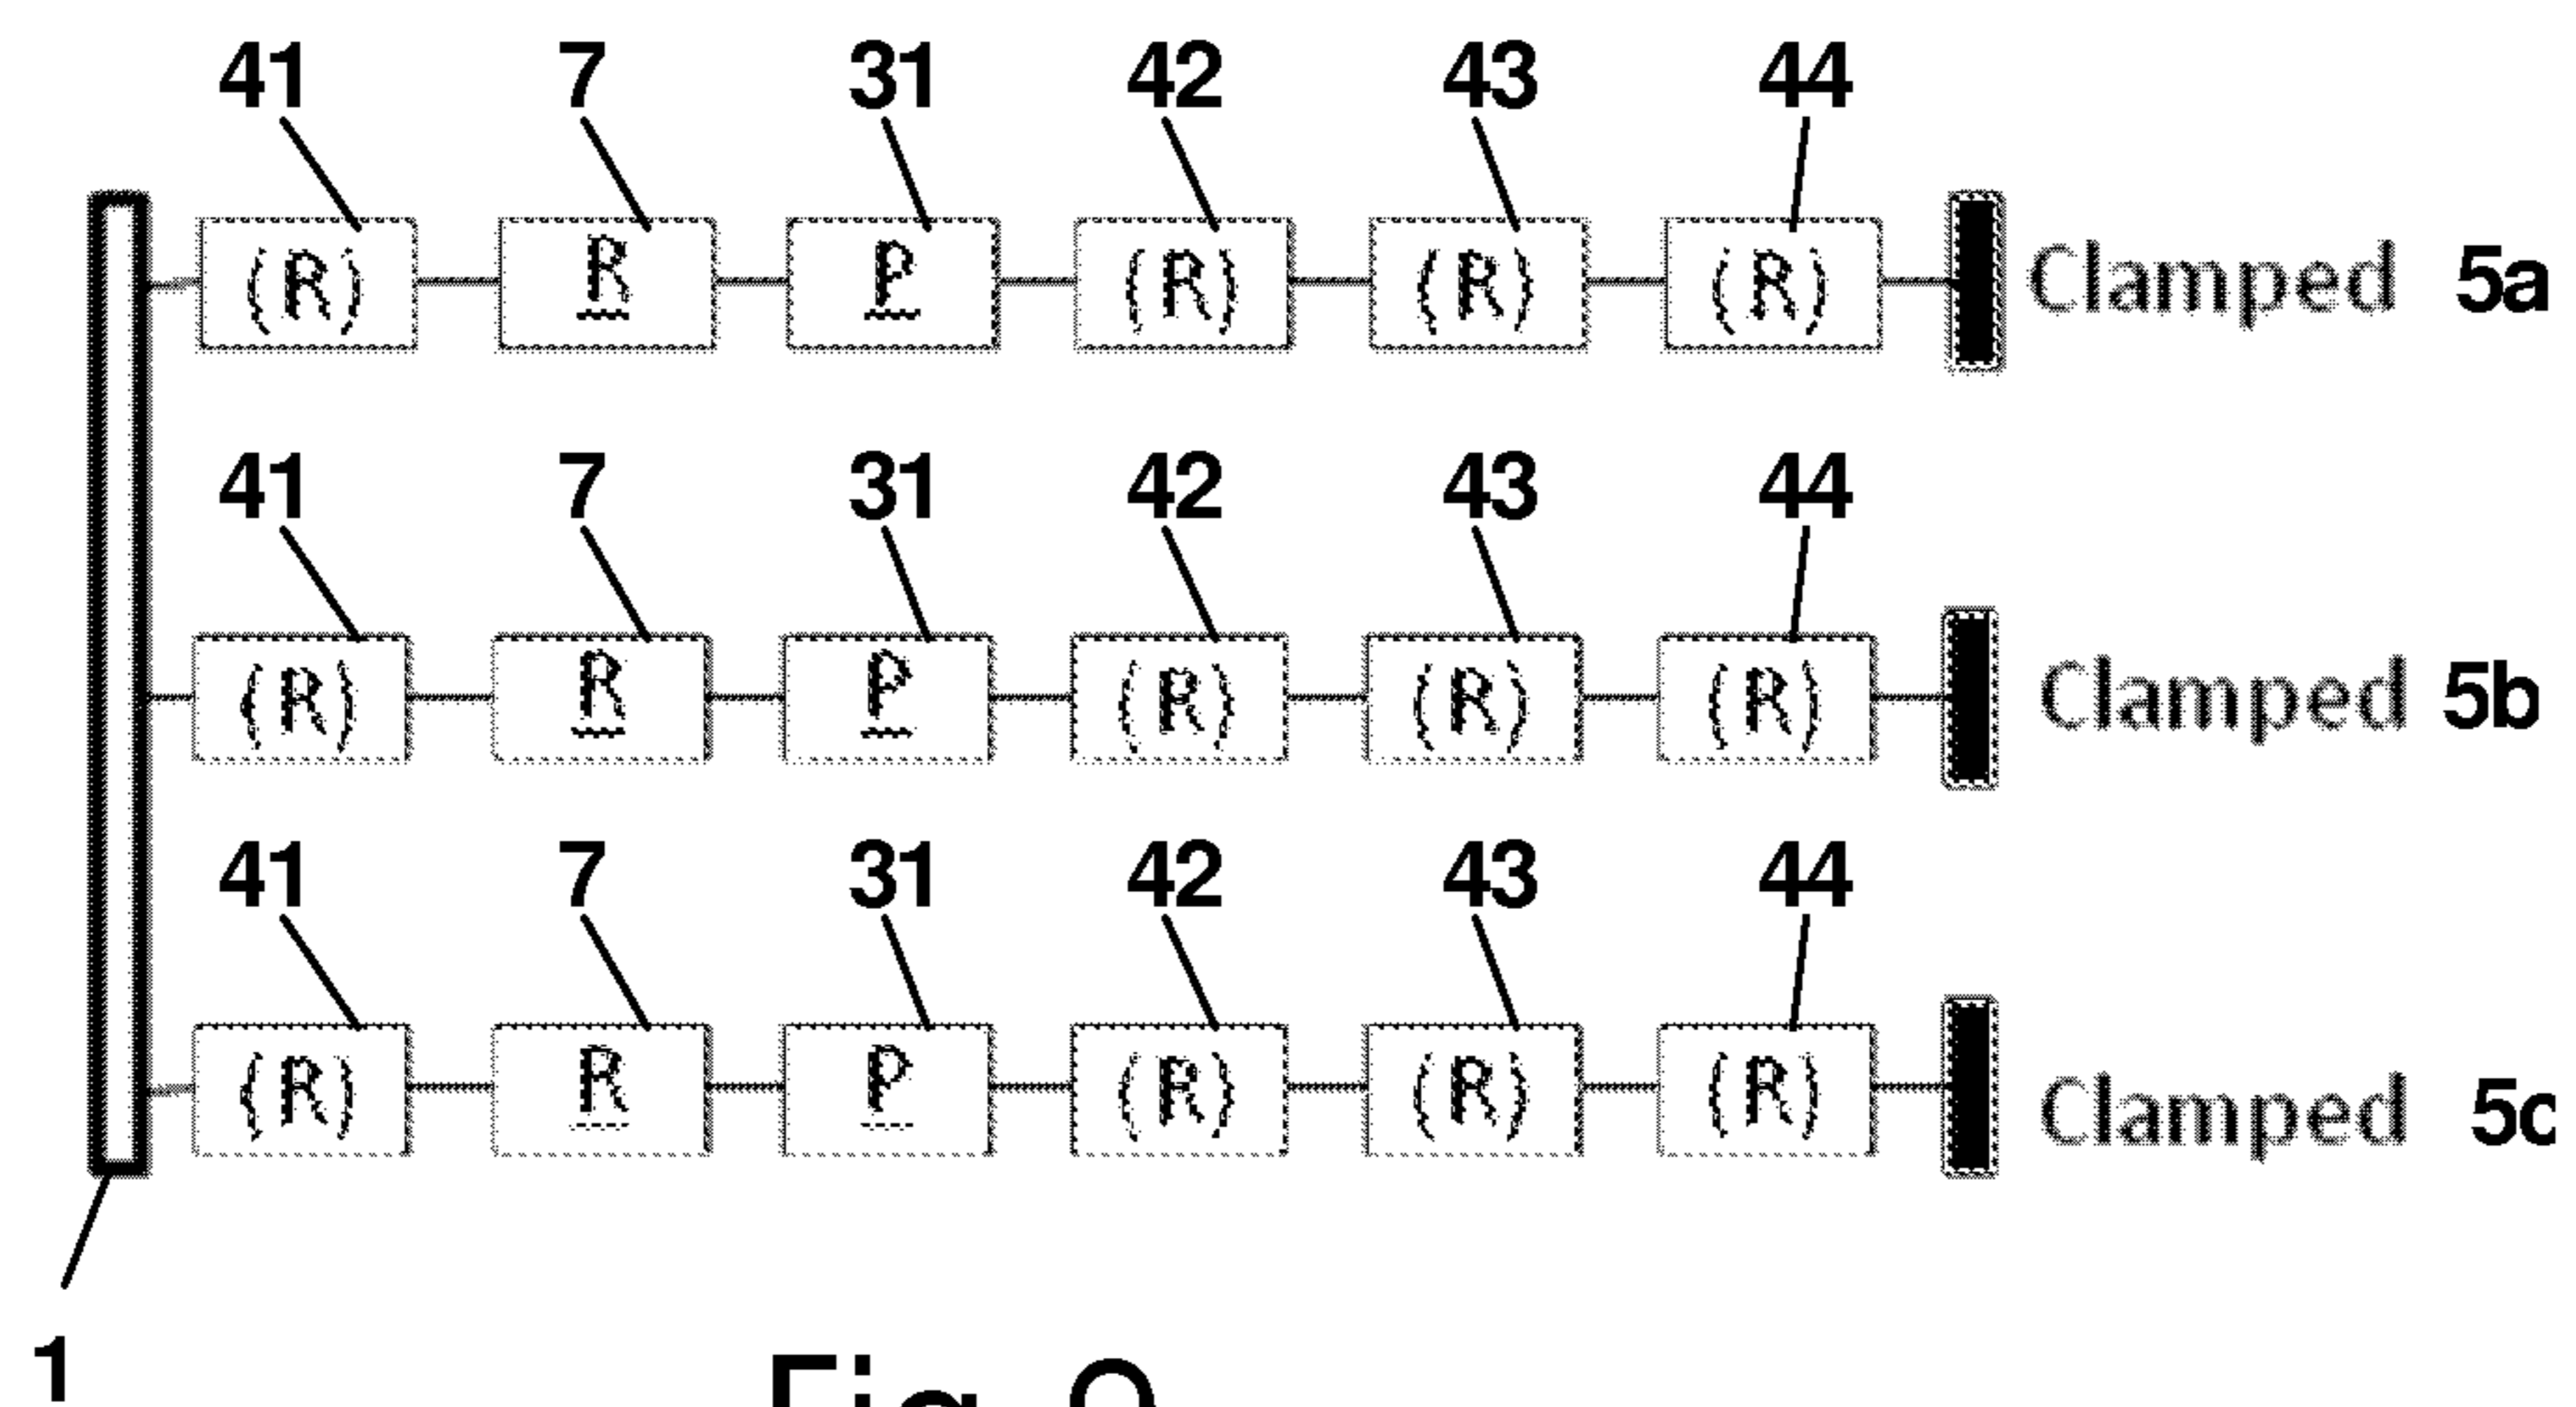 41 7 31 42 43 44
(R) R P (R) (R) (R) Clamped 5a
41 7 31 42 43 44
(R) R P (R) (R) (R) Clamped 5b
41 7 31 42 43 44
(R) R P (R) (R) (R) Clamped 5c
1